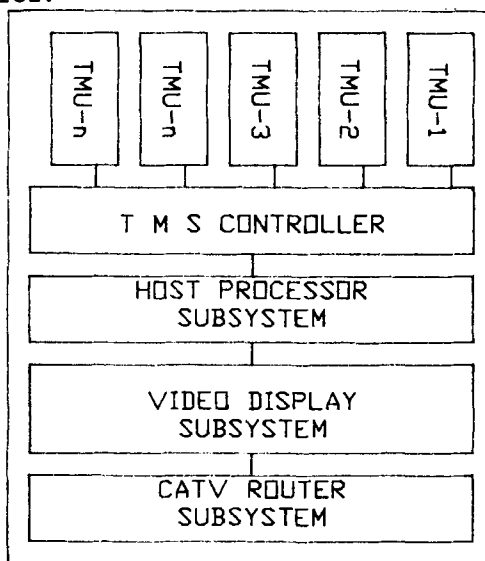 TMU-n
TMU-n
TMU-3
TMU-2
TMU-1
T M S CONTROLLER
HOST PROCESSOR
SUBSYSTEM
VIDEO DISPLAY
SUBSYSTEM
CATV ROUTER
SUBSYSTEM